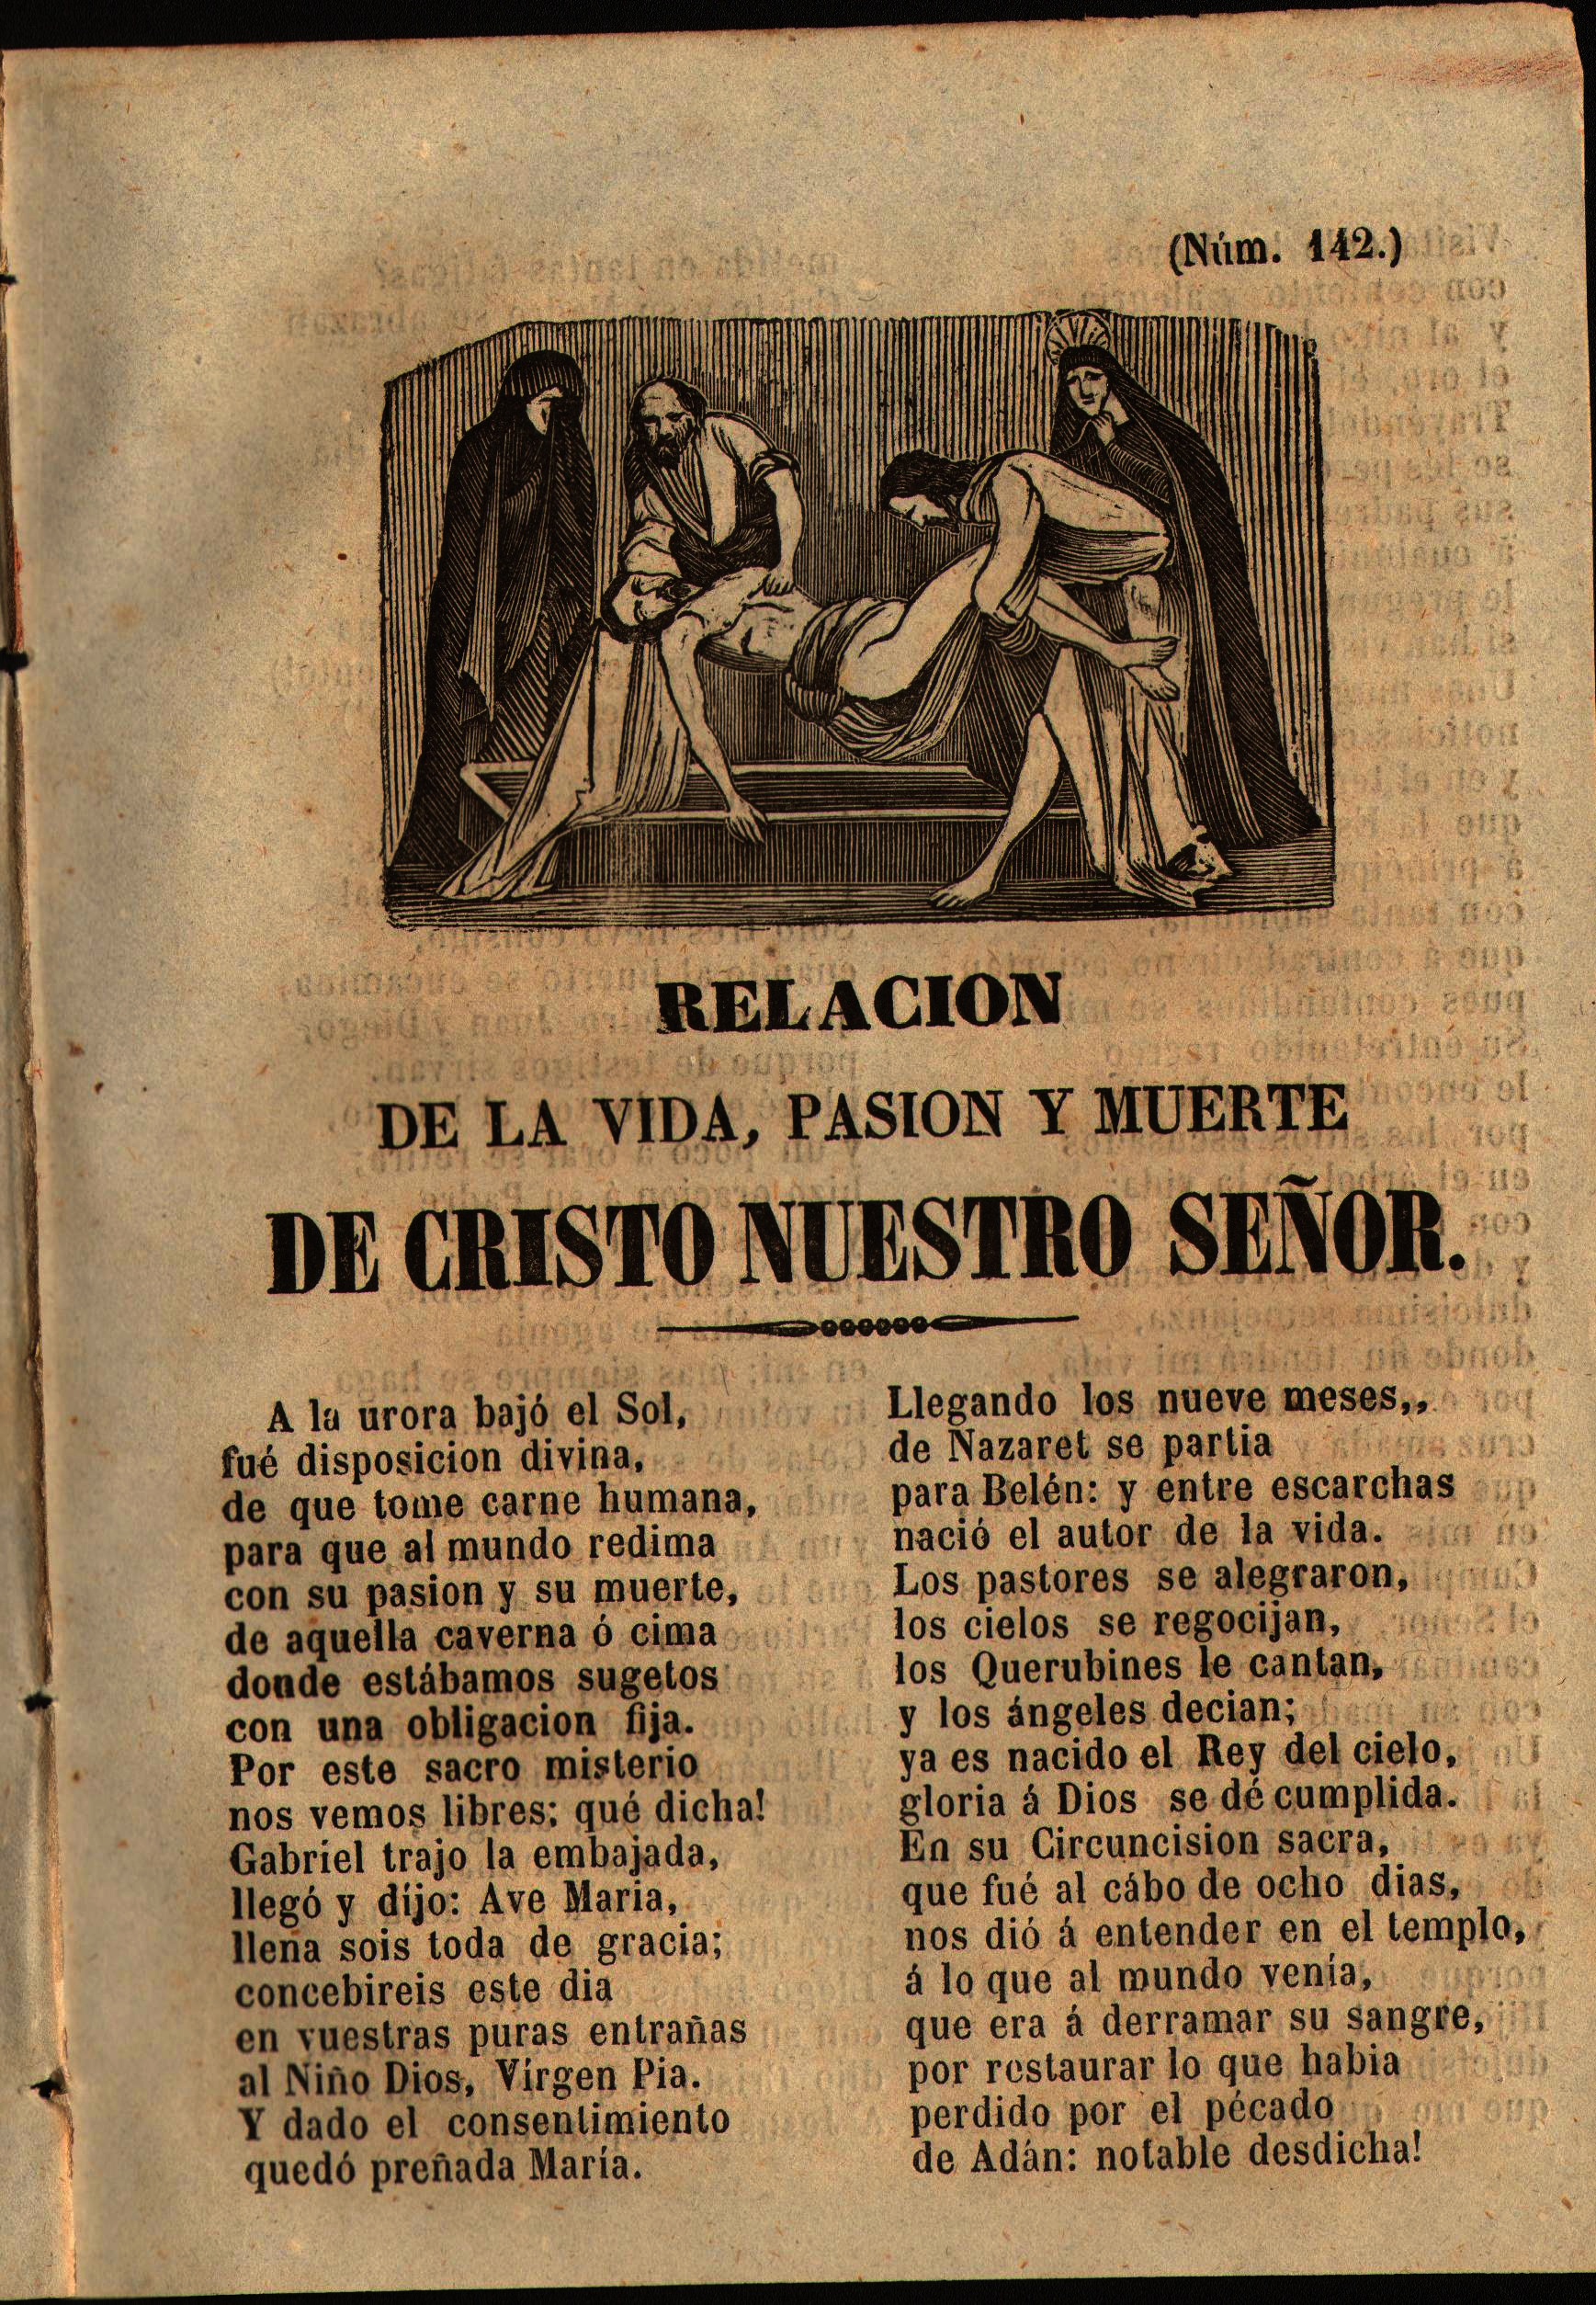 (Núm. 142.)
RELACION
DE LA VIDA, PASION Y MUERTE
DE CRISTO NUESTRO SEÑOR.
A la urora bajó el Sol,
fué disposicion divina,
de que tome carne humana,
para que al mundo redima
con su pasion y su muerte,
de aquella caverna ó cima
donde estábamos sugetos
con una obligacion fija.
Por este sacro misterio
nos vemos libres; qué dicha!
Gabriel trajo la embajada,
llegó y dijo: Ave Maria,
llena sois toda de gracia;
concebireis este dia
en vuestras puras entrañas
al Niño Dios, Vírgen Pia.
Y dado el consentimiento
quedó preñada María.
Llegando los nueve meses,,
de Nazaret se partia
para Belén: y entre escarchas
nació el autor de la vida.
Los pastores se alegraron,
los cielos se regocijan,
los Querubines le cantan,
y los ángeles decian;
ya es nacido el Rey del cielo,
gloria á Dios se dé cumplida.
En su Circuncision sacra,
que fué al cábo de ocho dias,
nos dió á entender en el templo,
á lo que al mundo venía,
que era á derramar su sangre,
por restaurar lo que habia
perdido por el pécado
de Adán: notable desdicha!